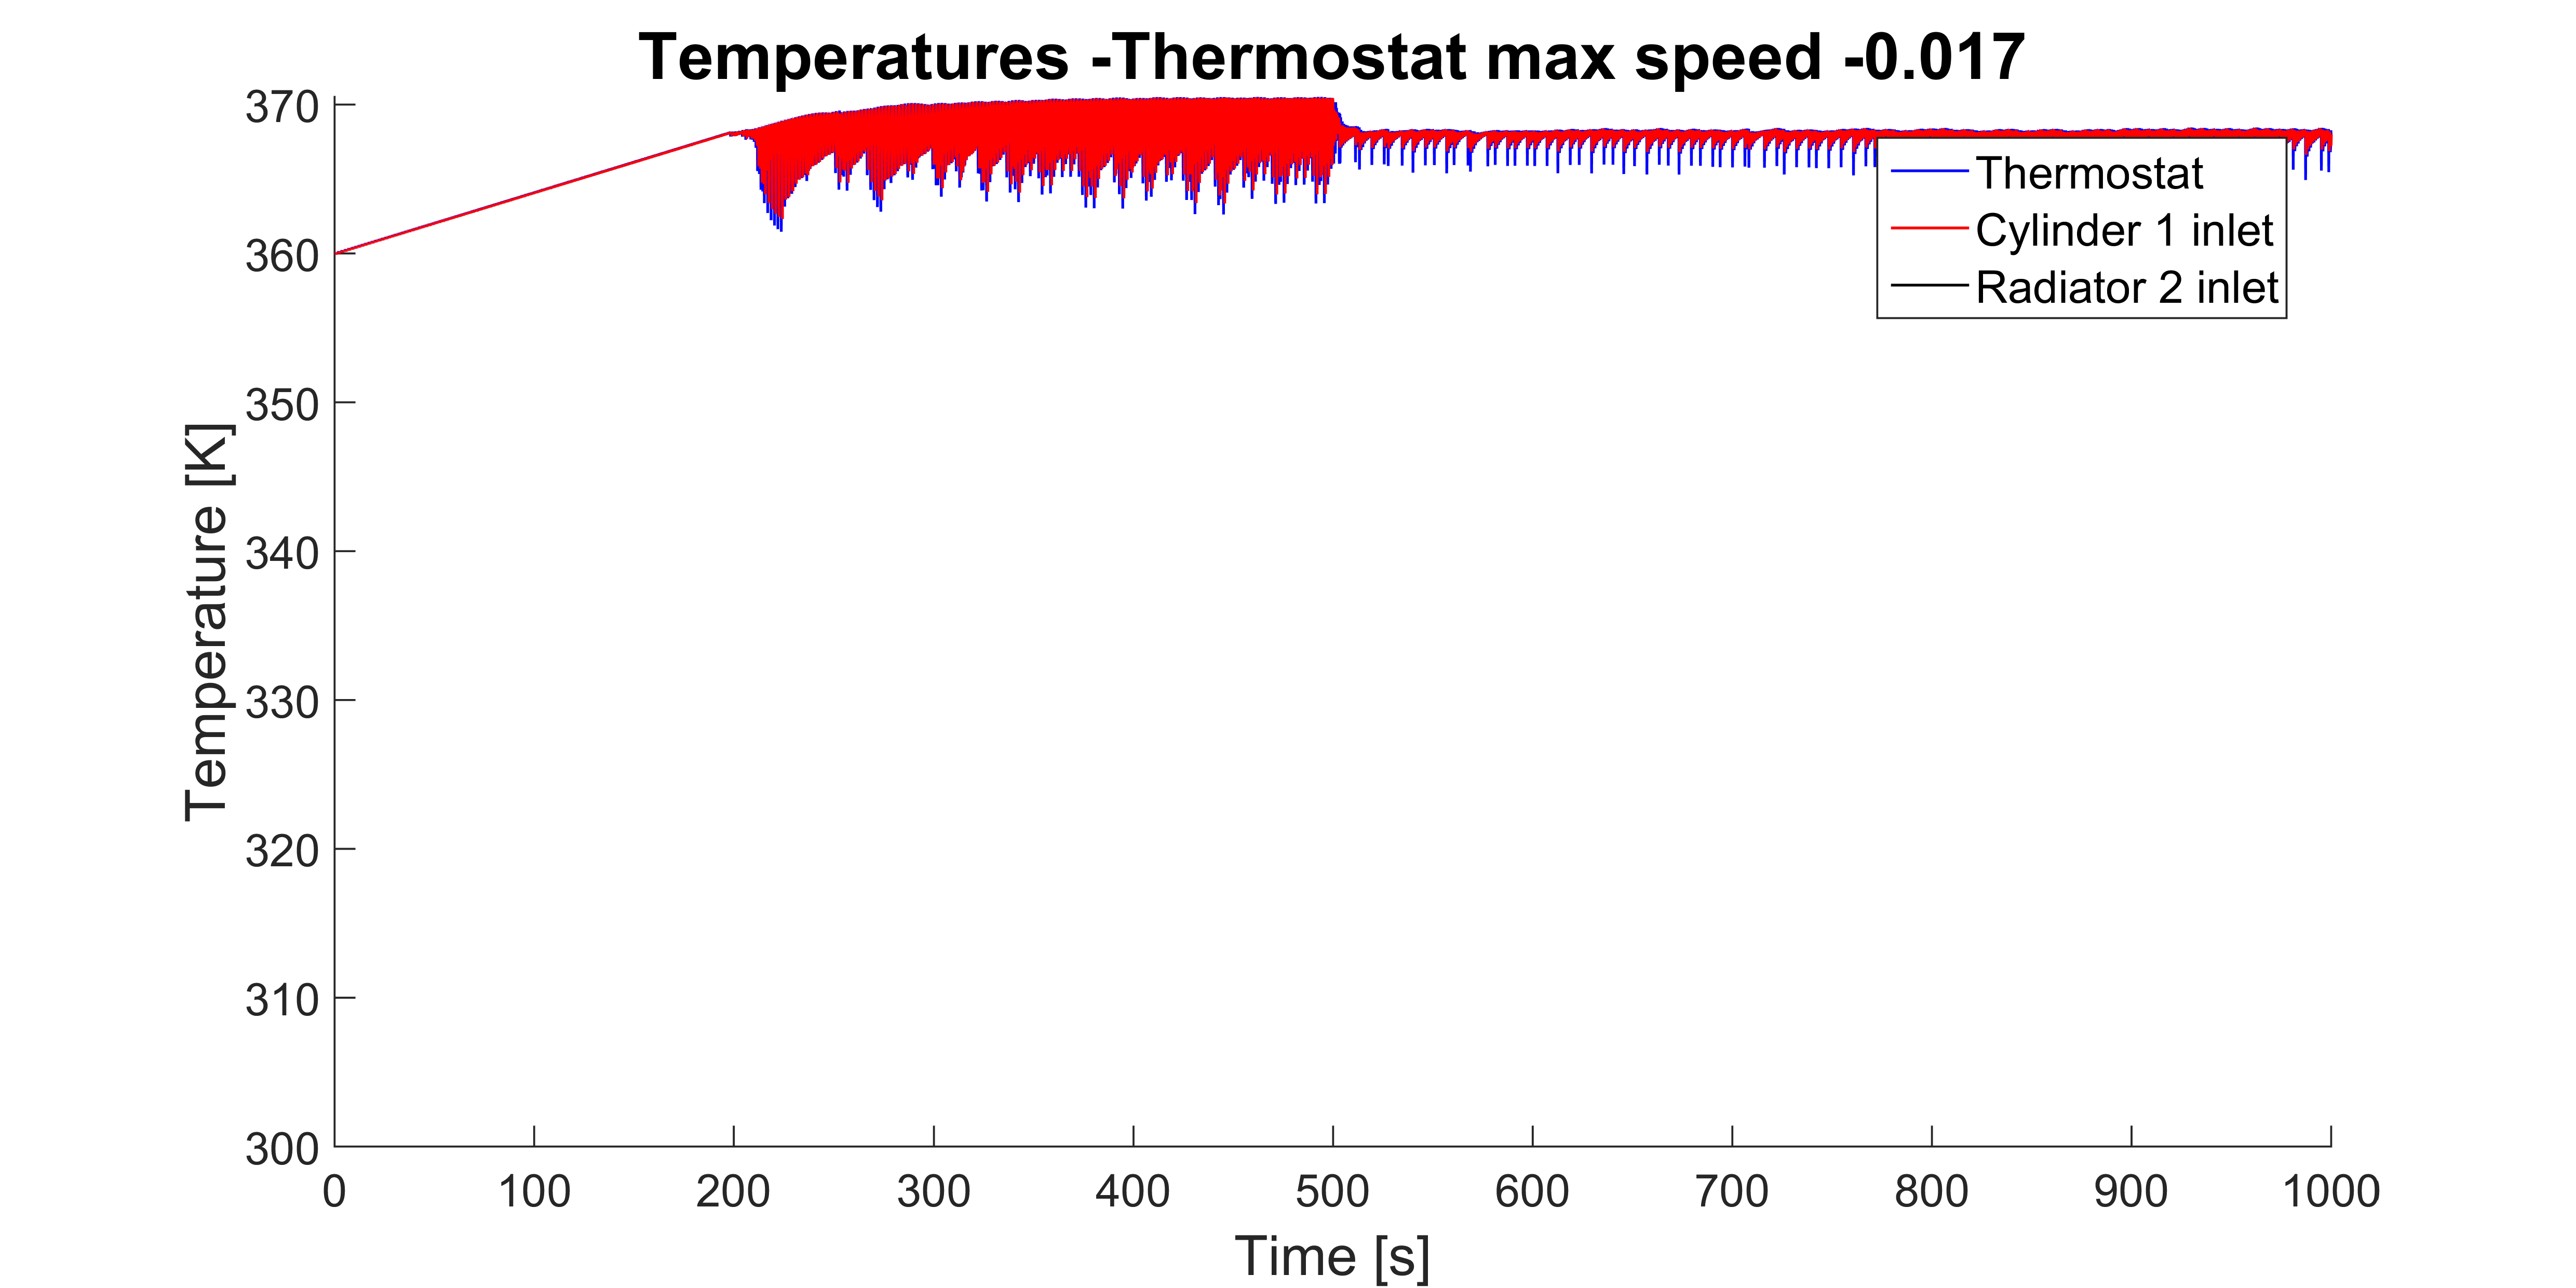 Temperatures -Thermostat max speed -0.017
370
360
350
340
330
320
310
300
Temperature [K]
Thermostat
Cylinder 1 inlet
Radiator 2 inlet
0 100 200 300 400 500 600 700 800 900 1000
Time [s]